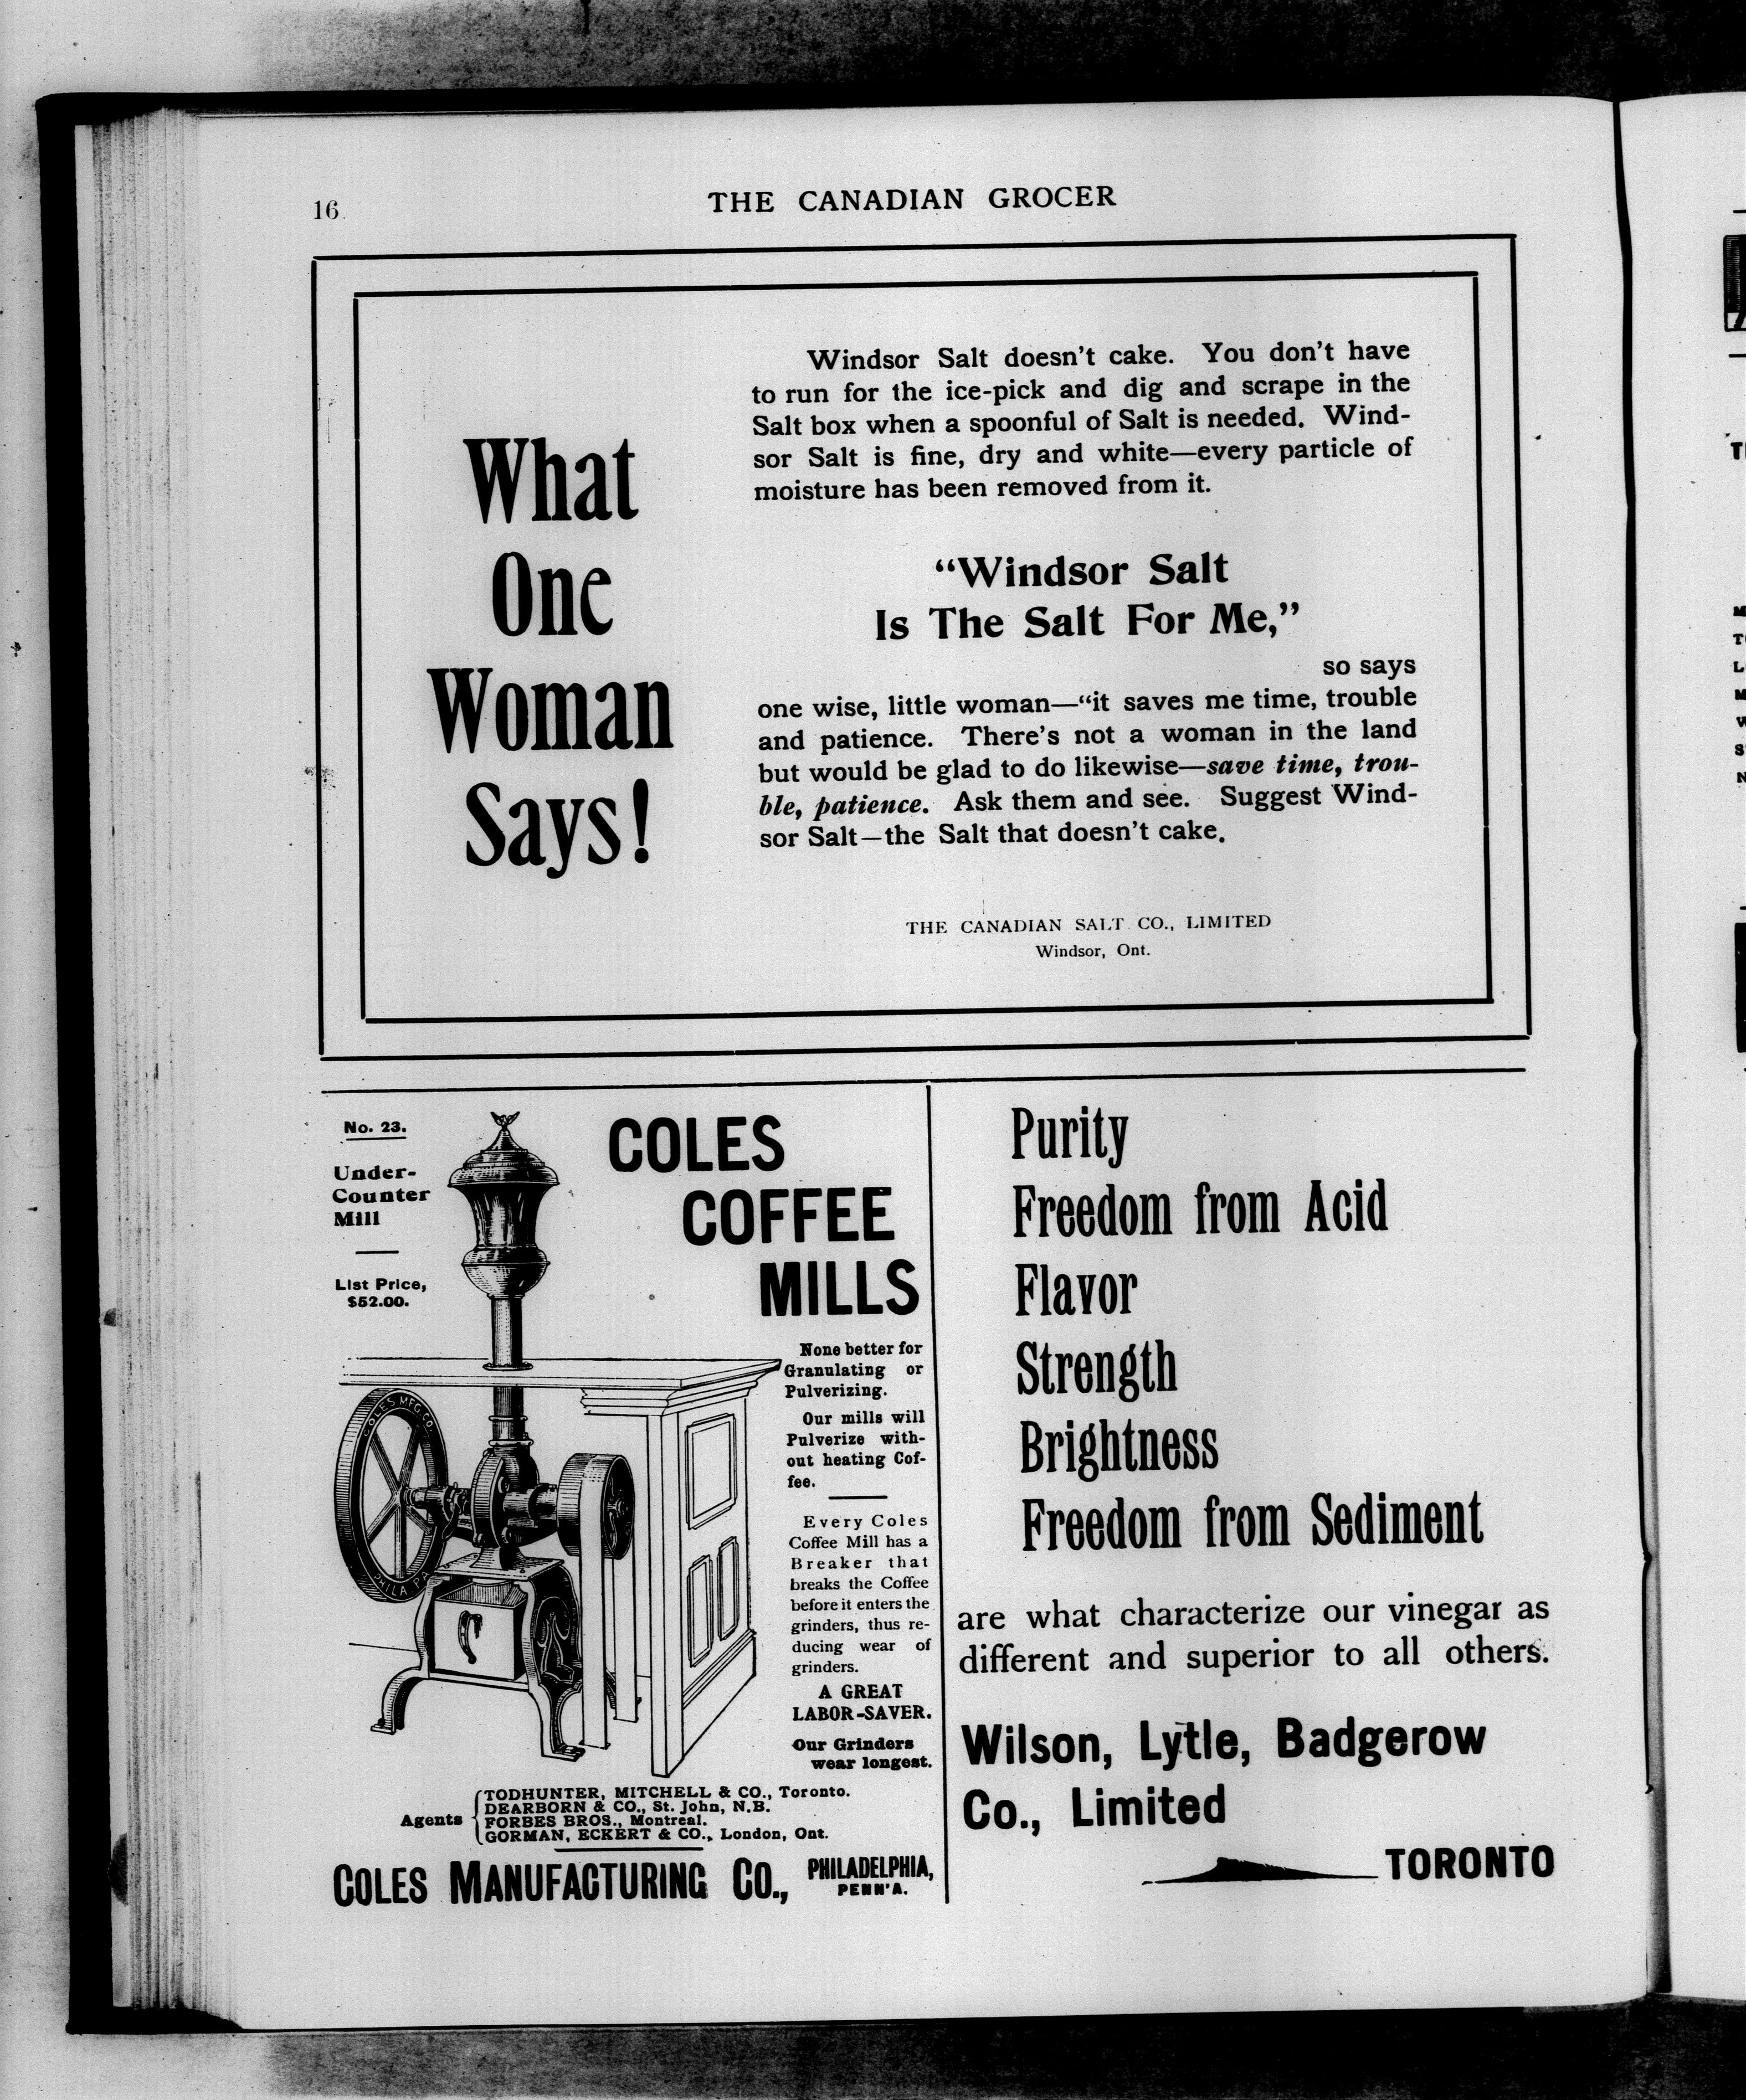 16
THE CANADIAN GROCER
What
One
Woman
Says!
Windsor Salt doesn't cake. You don't have
to run for the ice-pick and dig and scrape in the
Salt box when a spoonful of Salt is needed. Wind-
sor Salt is fine, dry and white—every particle of
moisture has been removed from it.
“Windsor Salt
Is The Salt For Me,”
so says
one wise, little woman—“it saves me time, trouble
and patience. There's not a woman in the land
but would be glad to do likewise—save time, trou-
ble, patience. Ask them and see. Suggest Wind-
sor Salt—the Salt that doesn't cake.
THE CANADIAN SALT CO., LIMITED
Windsor, Ont.
No. 23.
Under-
Counter
Mill
List Price,
$52.00.
COLES
COFFEE
MILLS
COLES MFG. CO.
PHILA. PA.
None better for
Granulating or
Pulverizing.
Our mills will
Pulverize with-
out heating Cof-
fee.
Every Coles
Coffee Mill has a
Breaker that
breaks the Coffee
before it enters the
grinders, thus re-
ducing wear of
grinders.
A GREAT
LABOR-SAVER.
Our Grinders
wear longest.
Agents
TODHUNTER, MITCHELL & CO., Toronto.
DEARBORN & CO., St. John, N.B.
FORBES BROS., Montreal.
GORMAN, ECKERT & CO., London, Ont.
COLES MANUFACTURING CO., PHILADELPHIA,
PENN'A.
Purity
Freedom from Acid
Flavor
Strength
Brightness
Freedom from Sediment
are what characterize our vinegar as
different and superior to all others.
Wilson, Lytle, Badgerow
Co., Limited
TORONTO